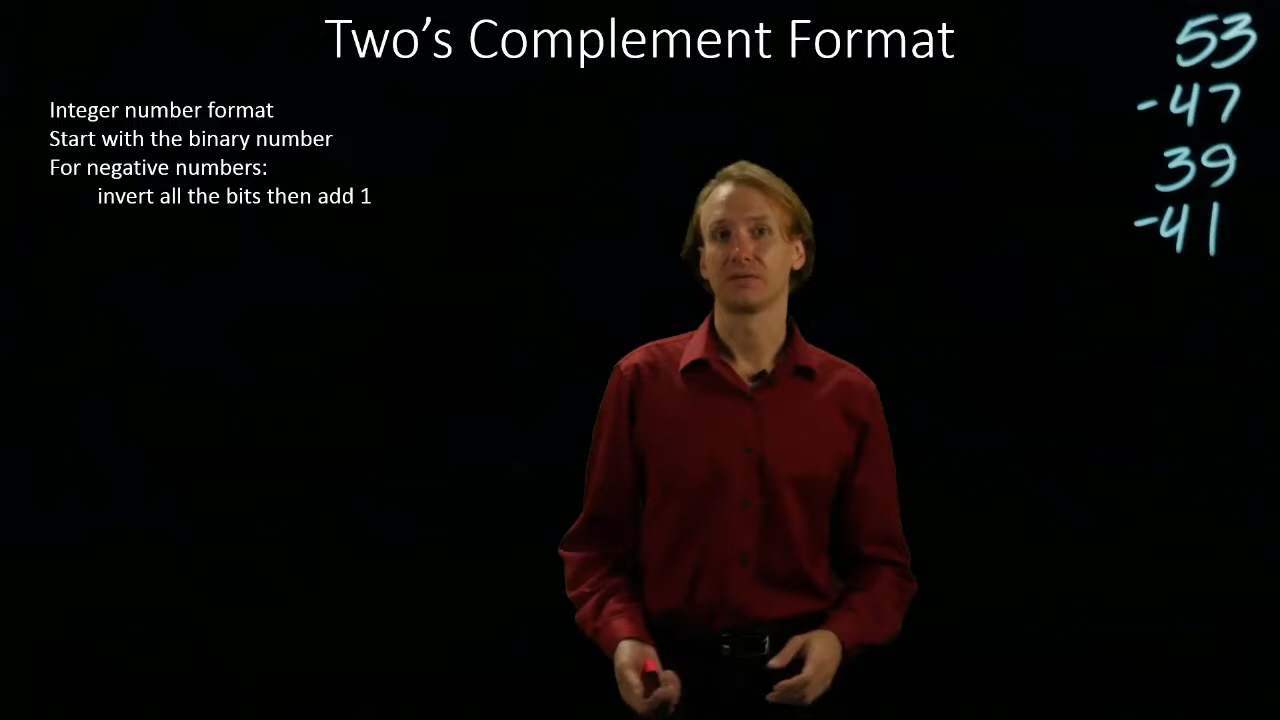 Two's Complement Format
Integer number format
Start with the binary number
For negative numbers:
invert all the bits then add 1
53
-47
39
-41